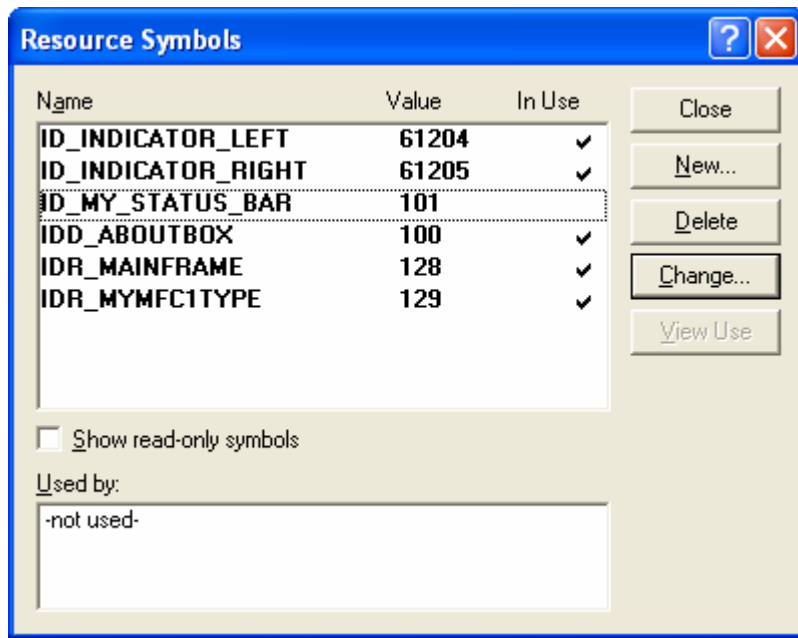 Resource Symbols
Name Value In Use
ID_INDICATOR_LEFT 61204 ✔
ID_INDICATOR_RIGHT 61205 ✔
ID_MY_STATUS_BAR 101
IDD_ABOUTBOX 100 ✔
IDR_MAINFRAME 128 ✔
IDR_MYMFC1TYPE 129 ✔
Close
New...
Delete
Change...
View Use
Show read-only symbols
Used by:
-not used-